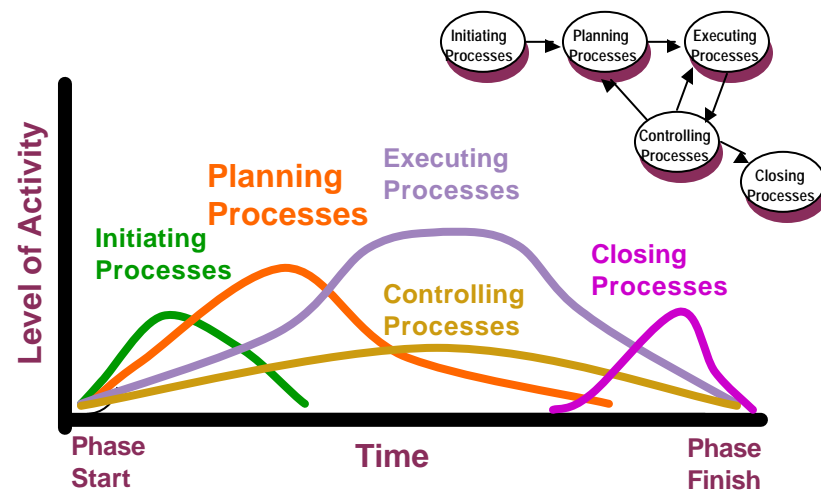 Initiating
Processes
Planning
Processes
Executing
Processes
Controlling
Processes
Closing
Processes
Level of Activity
Planning
Processes
Executing
Processes
Initiating
Processes
Closing
Processes
Controlling
Processes
Phase
Start
Time
Phase
Finish